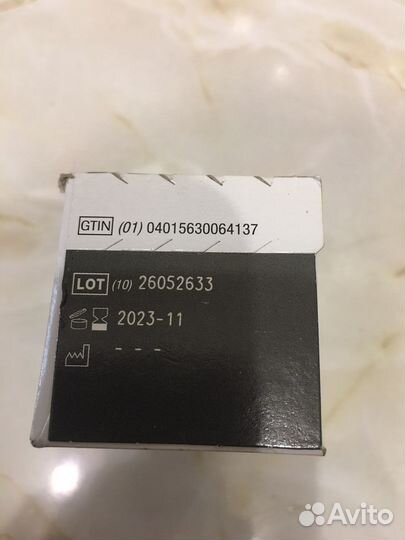 GTIN (01) 04015630064137
LOT (10) 26052633
2023-11
- - -
Avito